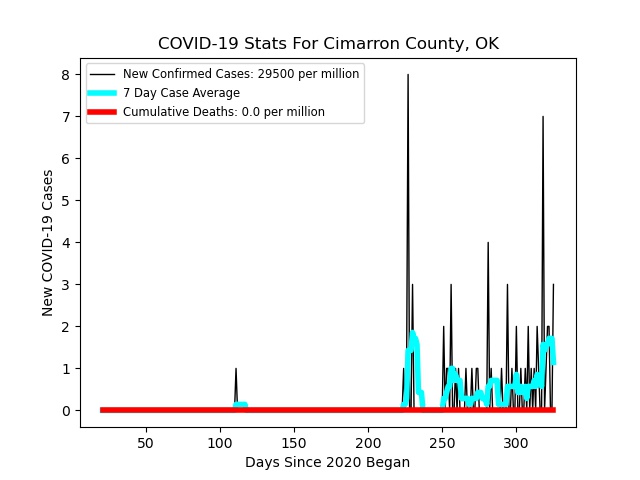 COVID-19 Stats For Cimarron County, OK
New Confirmed Cases: 29500 per million
7 Day Case Average
Cumulative Deaths: 0.0 per million
8
7
6
5
4
3
2
1
0
New COVID-19 Cases
50 100 150 200 250 300
Days Since 2020 Began